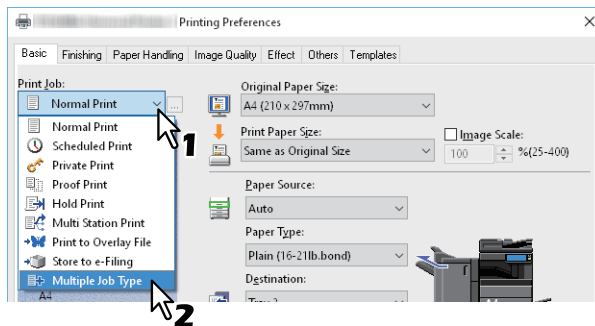 Printing Preferences
Basic Finishing Paper Handling Image Quality Effect Others Templates
Print Job:
Normal Print
...
Normal Print
Scheduled Print
Private Print
Proof Print
Hold Print
Multi Station Print
Print to Overlay File
Store to e-Filing
Multiple Job Type
A4
1
2
Original Paper Size:
A4 (210 x 297mm)
Print Paper Size:
Same as Original Size
Image Scale:
100 %(25-400)
Paper Source:
Auto
Paper Type:
Plain (16-21lb.bond)
Destination:
Tray 2